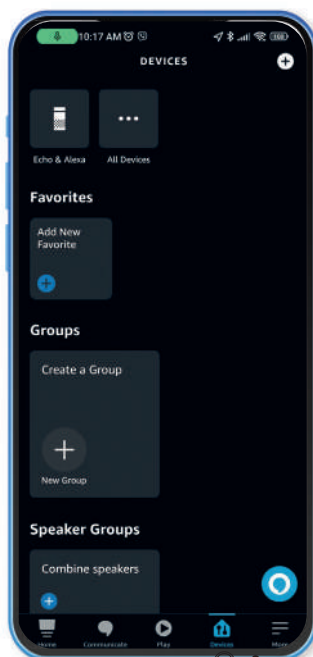 10:17 AM
DEVICES
Echo & Alexa
All Devices
Favorites
Add New
Favorite
Groups
Create a Group
New Group
Speaker Groups
Combine speakers
Home
Communicate
Play
Devices
More